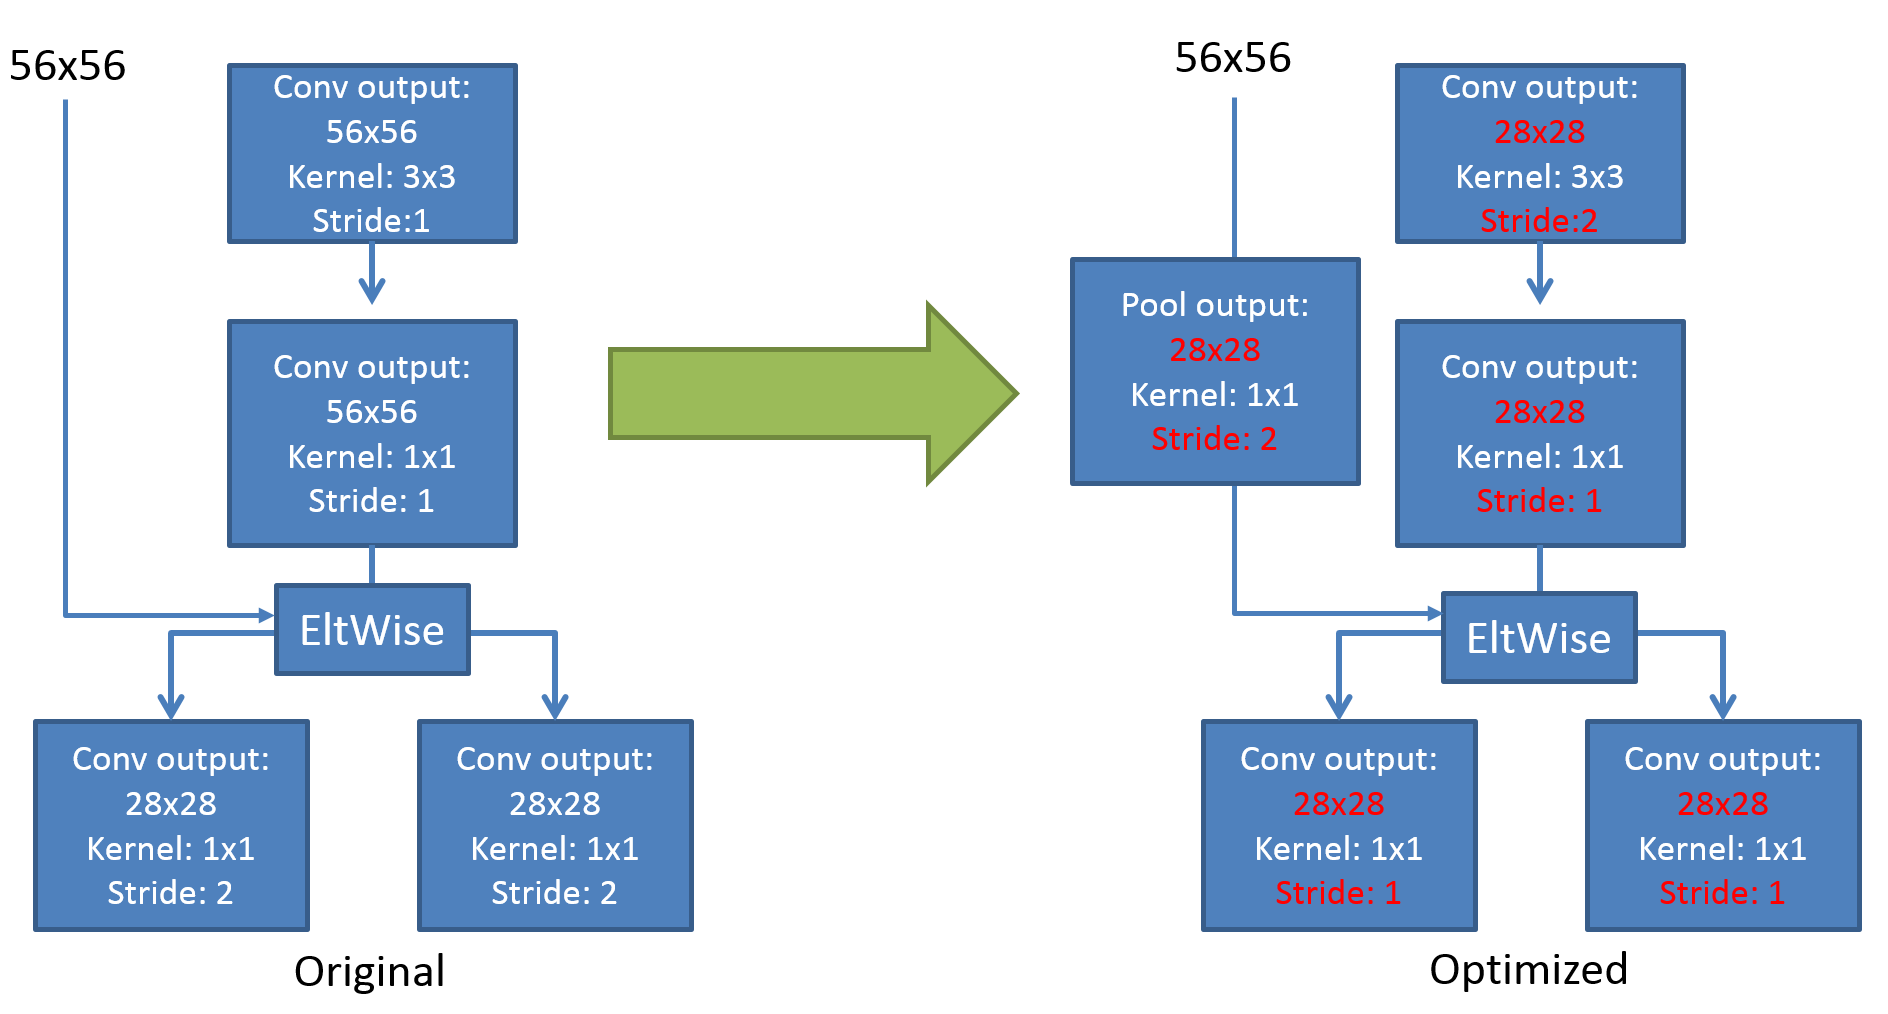 56x56
Conv output:
56x56
Kernel: 3x3
Stride:1
Conv output:
56x56
Kernel: 1x1
Stride: 1
EltWise
Conv output:
28x28
Kernel: 1x1
Stride: 2
Conv output:
28x28
Kernel: 1x1
Stride: 2
Original
56x56
Conv output:
28x28
Kernel: 3x3
Stride:2
Pool output:
28x28
Kernel: 1x1
Stride: 2
Conv output:
28x28
Kernel: 1x1
Stride: 1
EltWise
Conv output:
28x28
Kernel: 1x1
Stride: 1
Conv output:
28x28
Kernel: 1x1
Stride: 1
Optimized